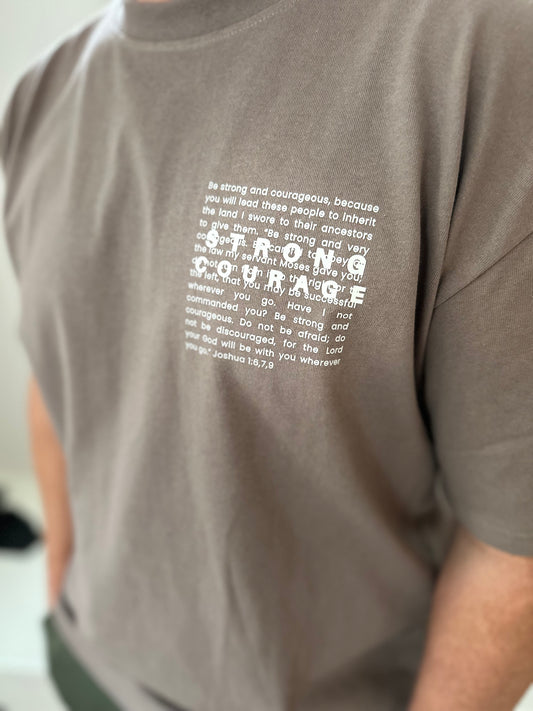 Be strong and courageous, because
you will lead these people to inherit
the land I swore to their ancestors
to give them. "Be strong and very
STRONG
the law my servant Moses gave you;
COURAGE
the left, that you may be successful
wherever you go. Have I not
commanded you? Be strong and
courageous. Do not be afraid; do
not be discouraged, for the Lord
your God will be with you wherever
you go." Joshua 1:6,7,9